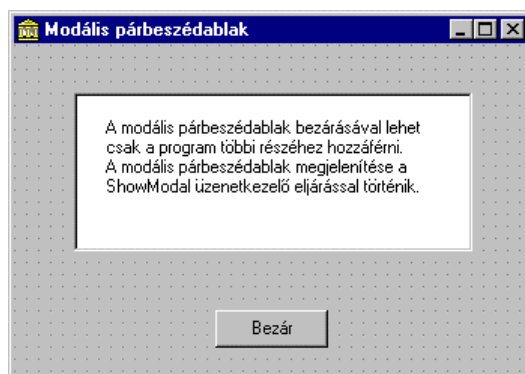 Modális párbeszédablak
A modális párbeszédablak bezárásával lehet
csak a program többi részéhez hozzáférni.
A modális párbeszédablak megjelenítése a
ShowModal üzenetkezelő eljárással történik.
Bezár